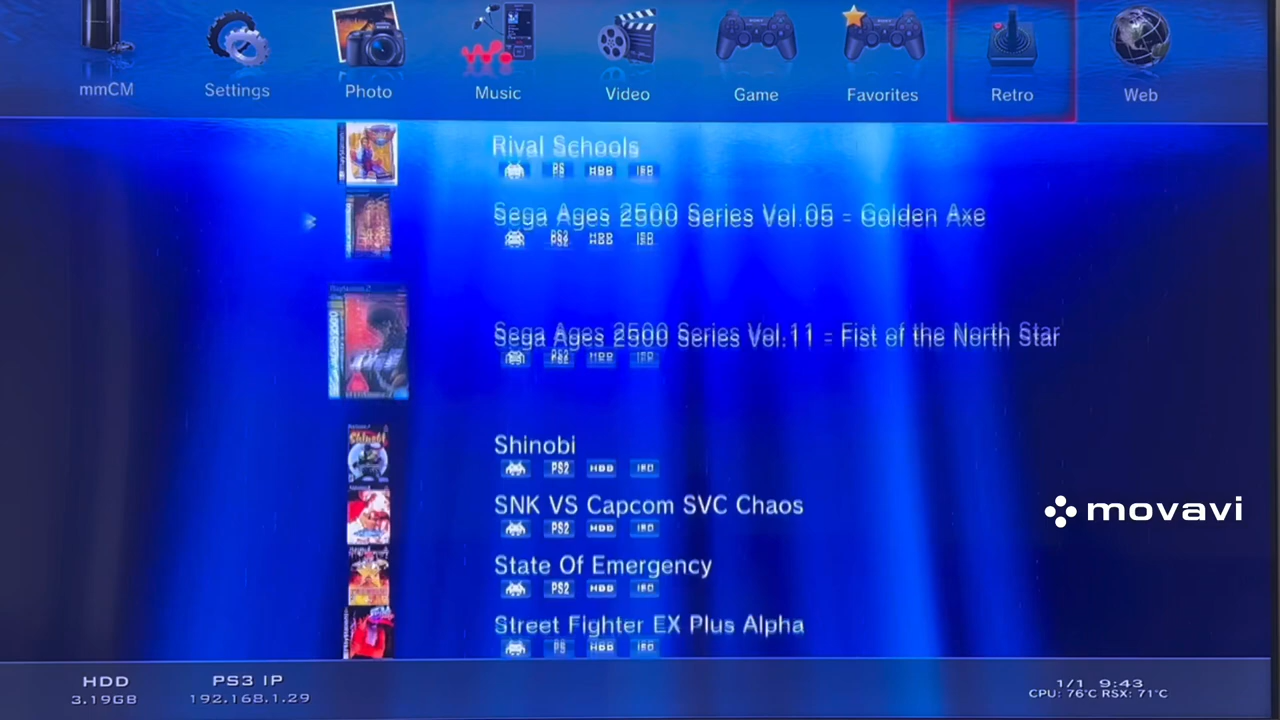 mmCM
Settings
Photo
Music
Video
Game
Favorites
Retro
Web
Rival Schools
PS HDD ISO
Sega Ages 2500 Series Vol.05 - Golden Axe
PS2 HDD ISO
Sega Ages 2500 Series Vol.11 - Fist of the North Star
PS2 HDD ISO
Shinobi
PS2 HDD ISO
SNK VS Capcom SVC Chaos
PS2 HDD ISO
State Of Emergency
PS2 HDD ISO
Street Fighter EX Plus Alpha
PS HDD ISO
movavi
HDD
3.19GB
PS3 IP
192.168.1.29
1/1 9:43
CPU: 76°C RSX: 71°C